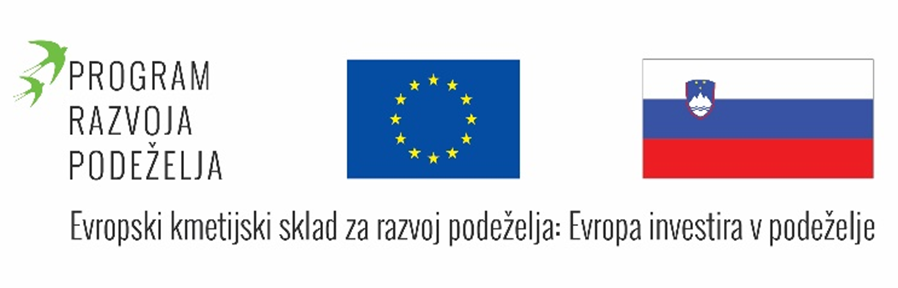 PROGRAM
RAZVOJA
PODEŽELJA
Evropski kmetijski sklad za razvoj podeželja: Evropa investira v podeželje